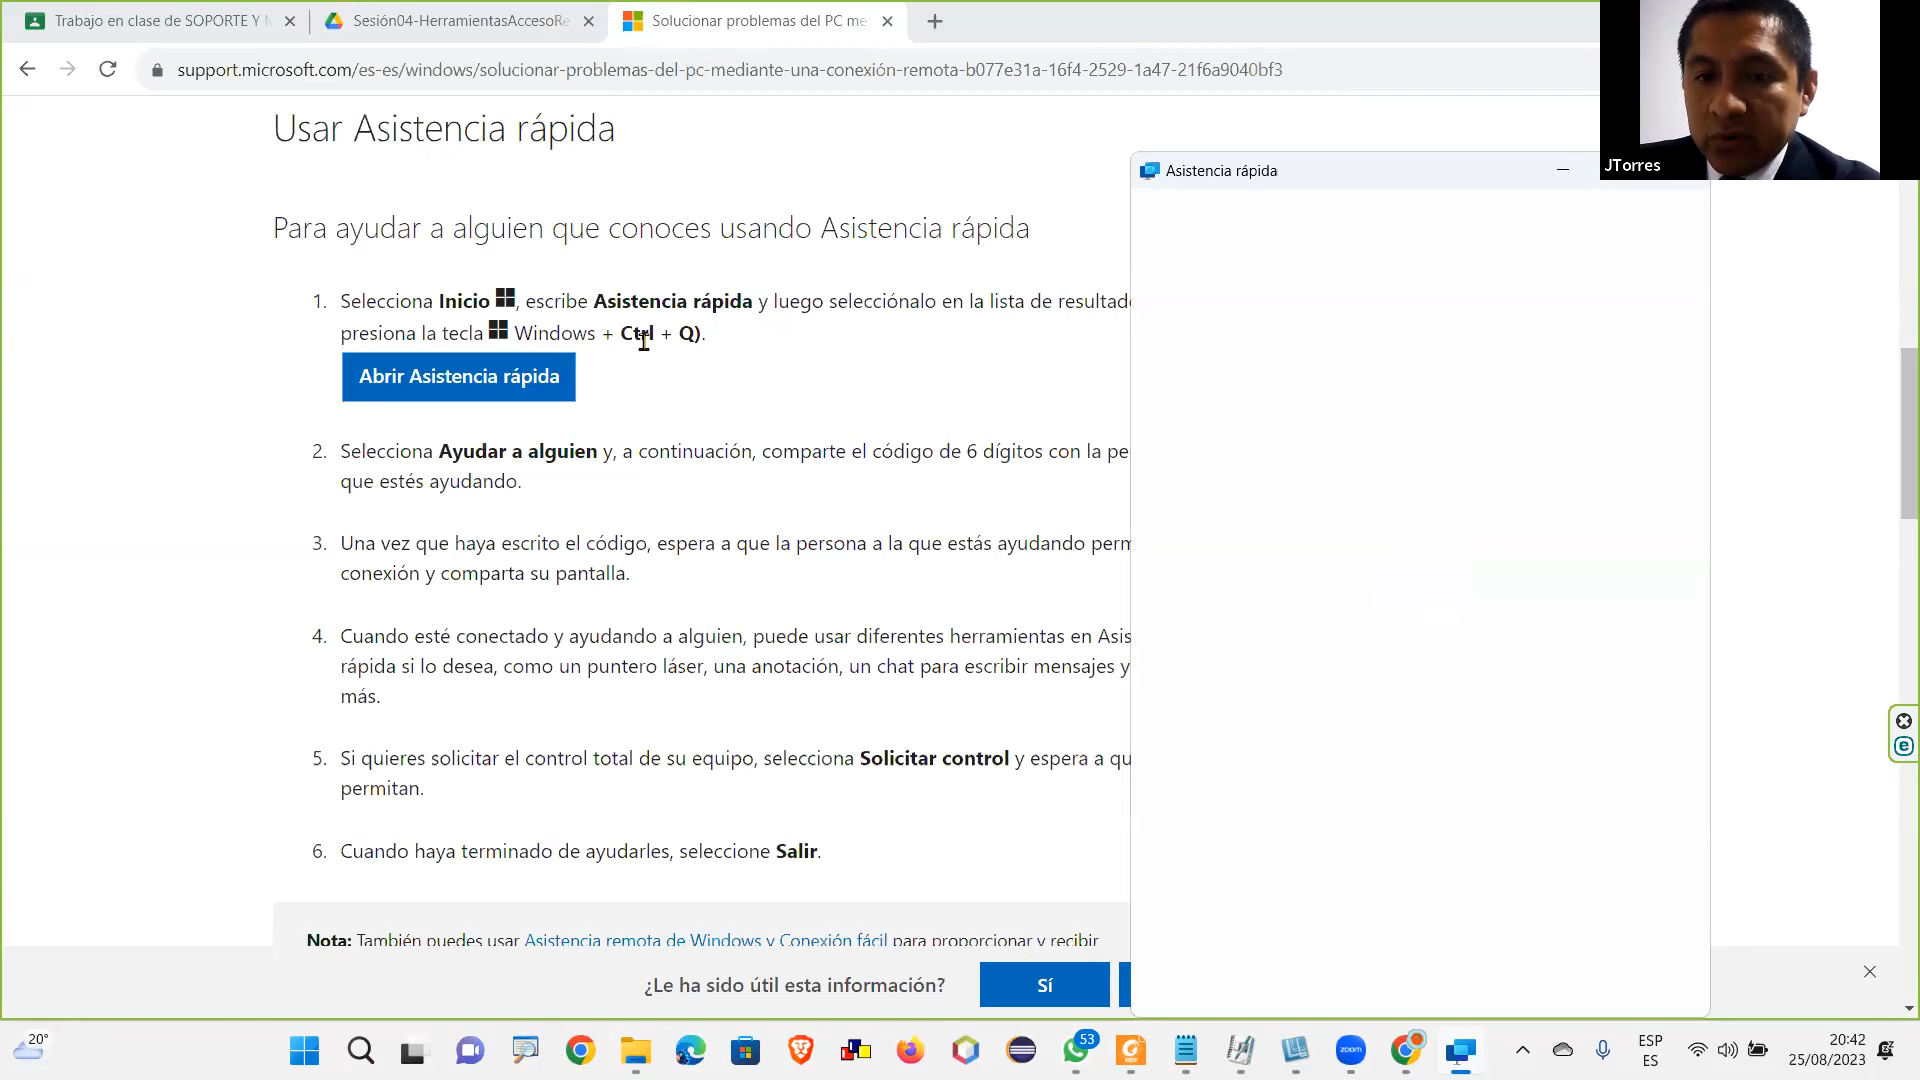 Trabajo en clase de SOPORTE Y
Sesión04-HerramientasAccesoRe
Solucionar problemas del PC me
support.microsoft.com/es-es/windows/solucionar-problemas-del-pc-mediante-una-conexión-remota-b077e31a-16f4-2529-1a47-21f6a9040bf3
JTorres
Asistencia rápida
Usar Asistencia rápida
Para ayudar a alguien que conoces usando Asistencia rápida
1. Selecciona Inicio , escribe Asistencia rápida y luego selecciónalo en la lista de resultado
presiona la tecla Windows + Ctrl + Q).
Abrir Asistencia rápida
2. Selecciona Ayudar a alguien y, a continuación, comparte el código de 6 dígitos con la pe
que estés ayudando.
3. Una vez que haya escrito el código, espera a que la persona a la que estás ayudando perm
conexión y comparta su pantalla.
4. Cuando esté conectado y ayudando a alguien, puede usar diferentes herramientas en Asis
rápida si lo desea, como un puntero láser, una anotación, un chat para escribir mensajes y
más.
5. Si quieres solicitar el control total de su equipo, selecciona Solicitar control y espera a qu
permitan.
6. Cuando haya terminado de ayudarles, seleccione Salir.
Nota: También puedes usar Asistencia remota de Windows y Conexión fácil para proporcionar y recibir
¿Le ha sido útil esta información?
Sí
20°
53
zoom
ESP
ES
20:42
25/08/2023